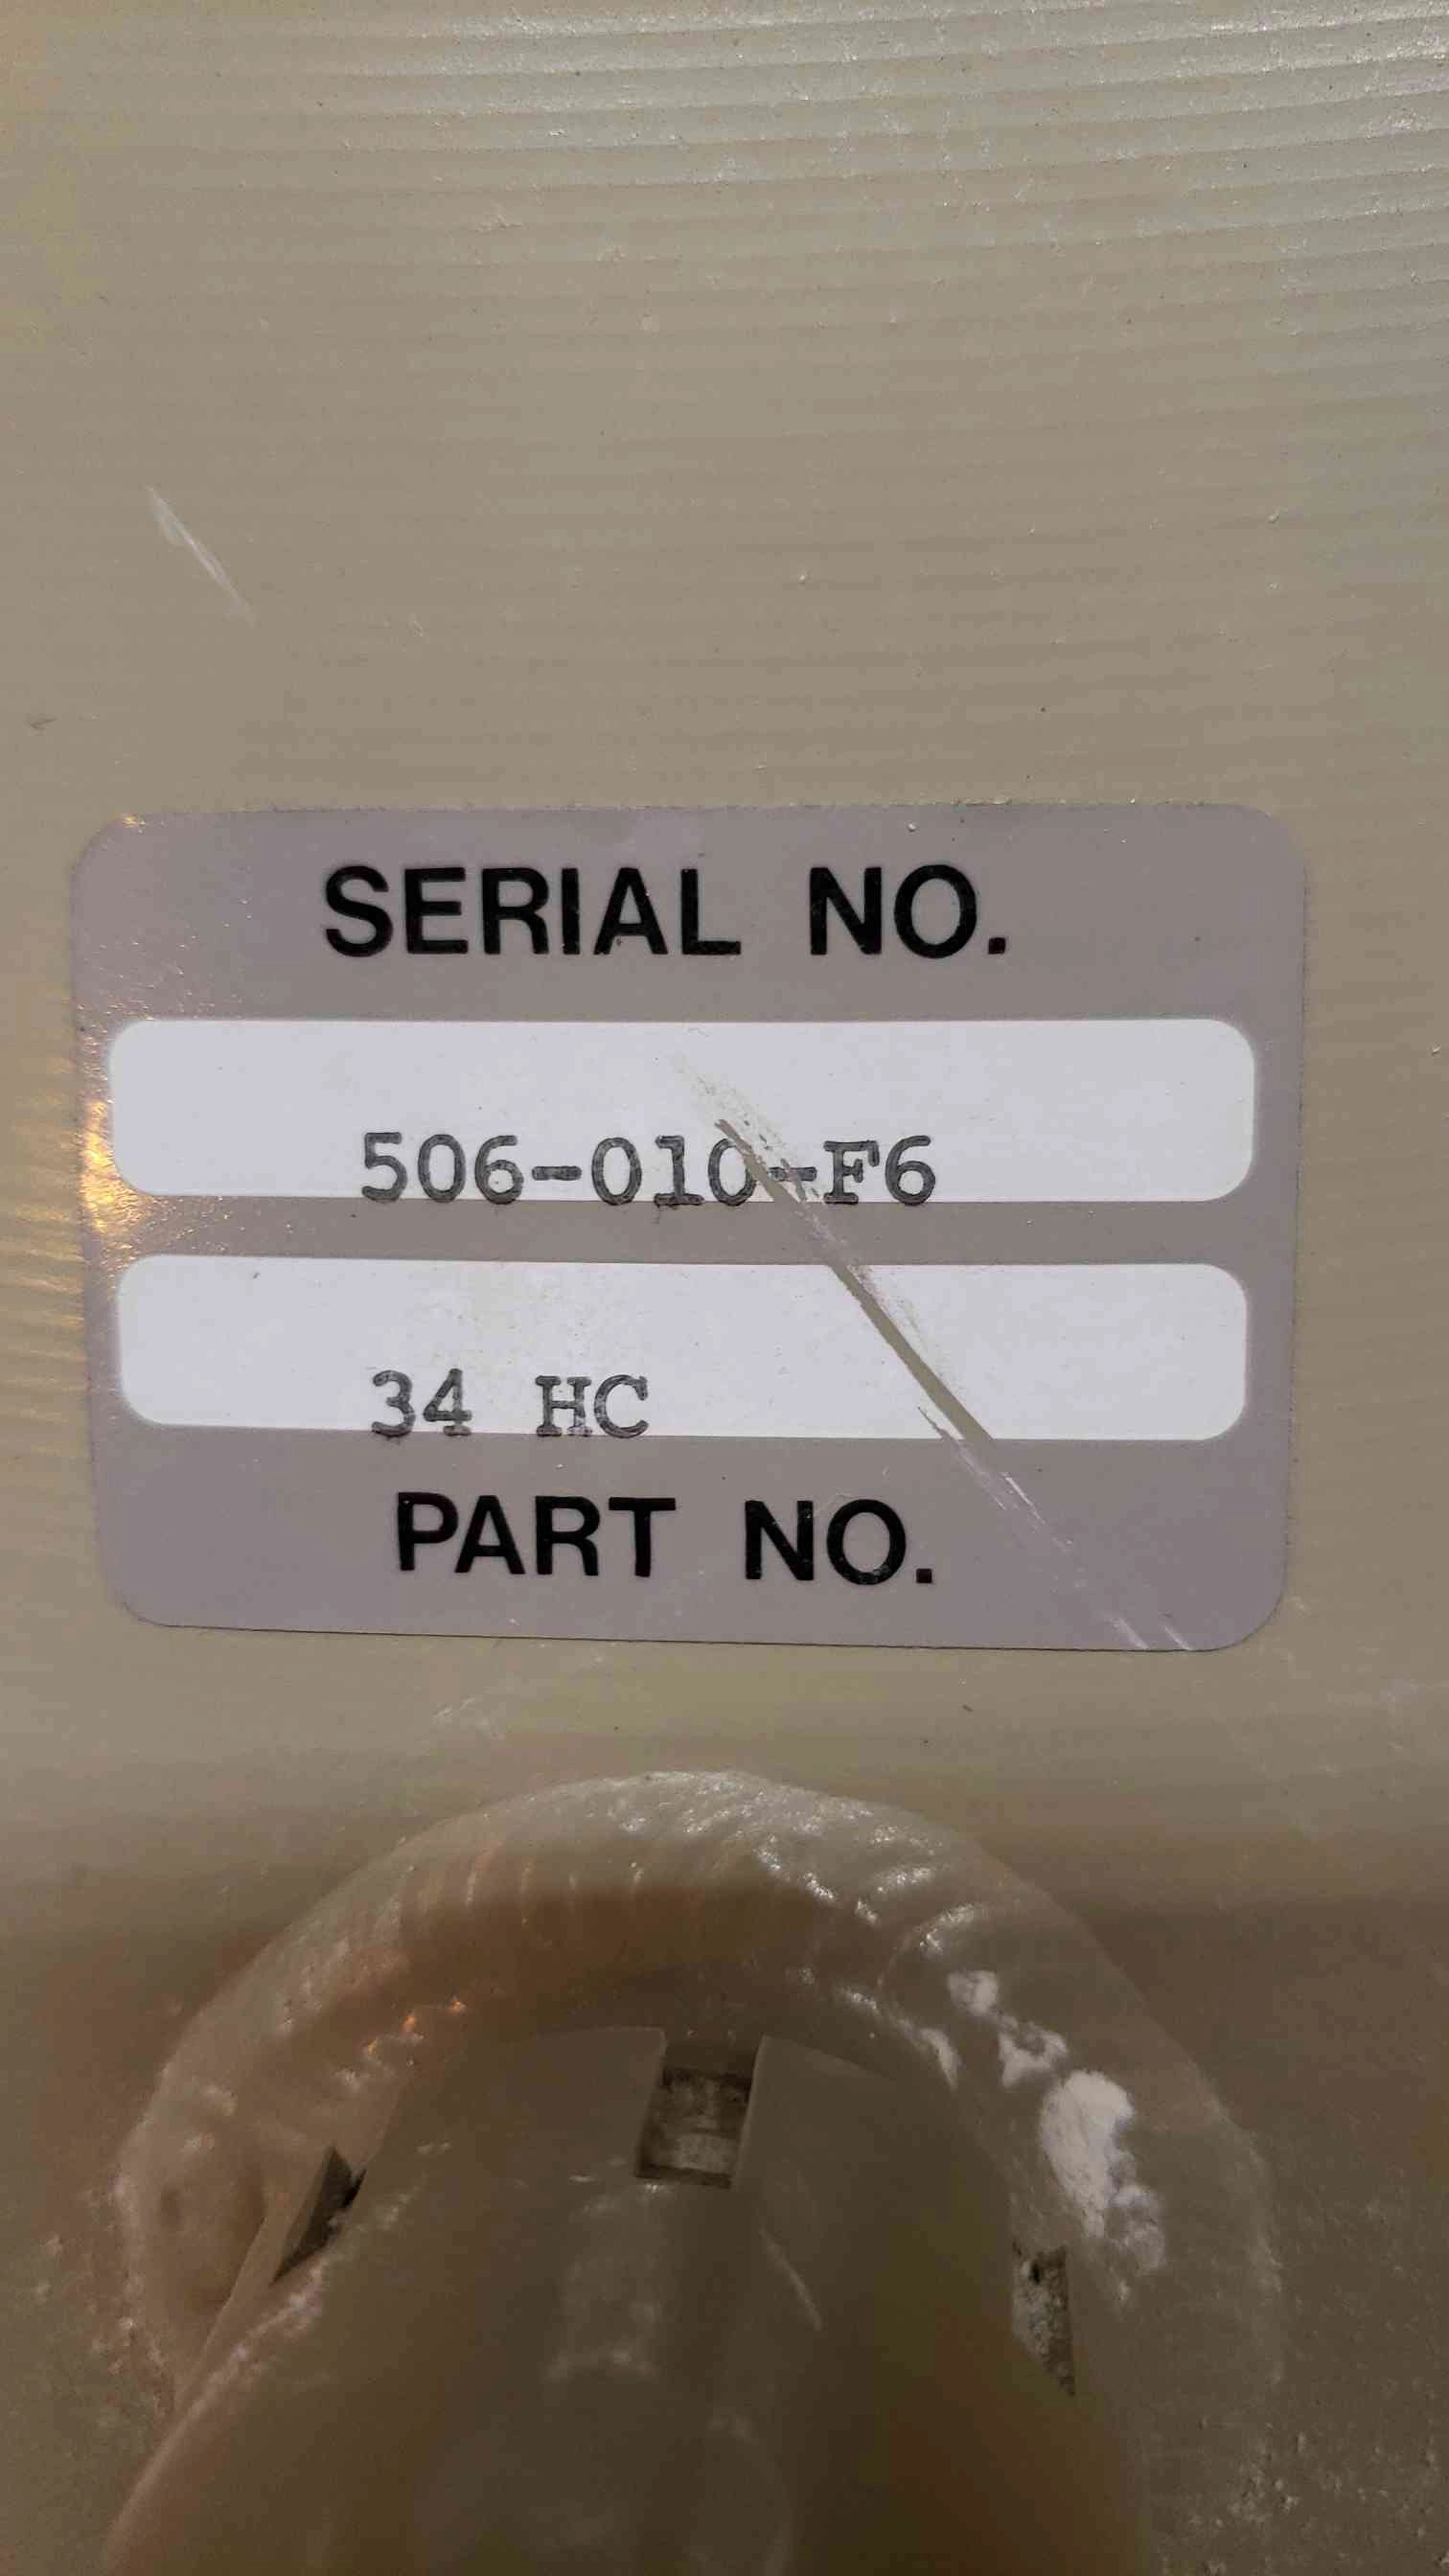 SERIAL NO.
506-010-F6
34 HC
PART NO.